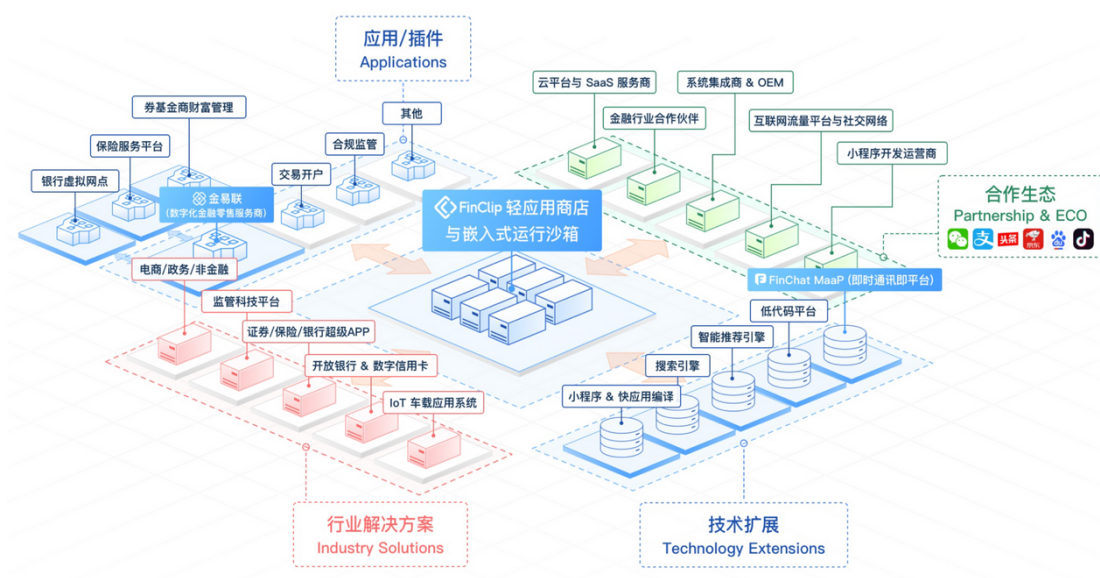 应用/插件
Applications
券基金商财富管理
保险服务平台
银行虚拟网点
金易联
(数字化金融零售服务商)
交易开户
合规监管
其他
云平台与 SaaS 服务商
系统集成商 & OEM
金融行业合作伙伴
互联网流量平台与社交网络
小程序开发运营商
合作生态
Partnership & ECO
头条
京东
du
FinClip 轻应用商店
与嵌入式运行沙箱
电商/政务/非金融
监管科技平台
证券/保险/银行超级APP
开放银行 & 数字信用卡
IoT 车载应用系统
行业解决方案
Industry Solutions
FinChat MaaP (即时通讯即平台)
低代码平台
智能推荐引擎
搜索引擎
小程序 & 快应用编译
技术扩展
Technology Extensions